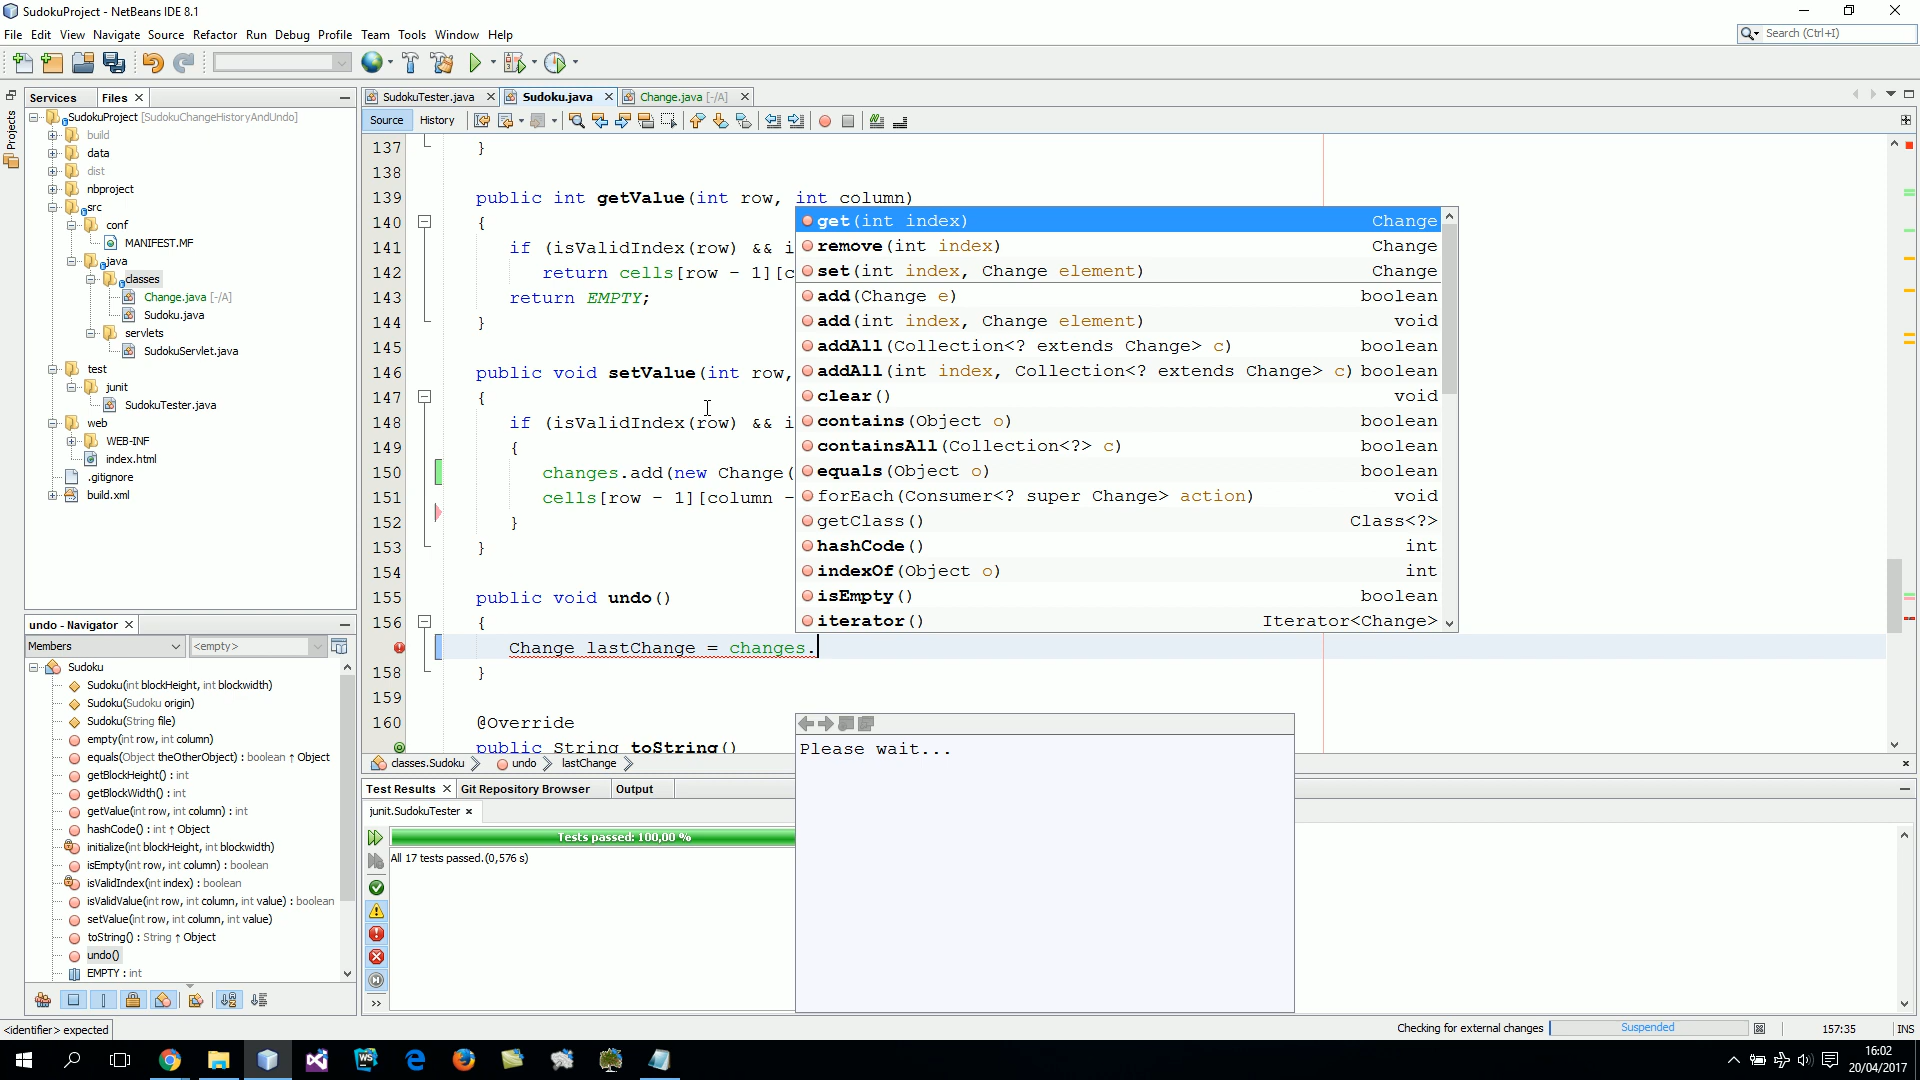 SudokuProject - NetBeans IDE 8.1
File Edit View Navigate Source Refactor Run Debug Profile Team Tools Window Help
Search (Ctrl+I)
Projects
Services
Files
SudokuProject [SudokuChangeHistoryAndUndo]
build
data
dist
nbproject
src
conf
MANIFEST.MF
java
classes
Change.java [-/A]
Sudoku.java
servlets
SudokuServlet.java
test
junit
SudokuTester.java
web
WEB-INF
index.html
.gitignore
build.xml
undo - Navigator
Members
<empty>
Sudoku
Sudoku(int blockHeight, int blockwidth)
Sudoku(Sudoku origin)
Sudoku(String file)
empty(int row, int column)
equals(Object theOtherObject) : boolean ↑ Object
getBlockHeight() : int
getBlockWidth() : int
getValue(int row, int column) : int
hashCode() : int ↑ Object
initialize(int blockHeight, int blockwidth)
isEmpty(int row, int column) : boolean
isValidIndex(int index) : boolean
isValidValue(int row, int column, int value) : boolean
setValue(int row, int column, int value)
toString() : String ↑ Object
undo()
EMPTY : int
<identifier> expected
SudokuTester.java
Sudoku.java
Change.java [-/A]
Source History
137 }
138
139 public int getValue(int row, int column)
140 {
141 if (isValidIndex(row) && i
142 return cells[row - 1][c
143 return EMPTY;
144 }
145
146 public void setValue(int row,
147 {
148 if (isValidIndex(row) && i
149 {
150 changes.add(new Change(
151 cells[row - 1][column -
152 }
153 }
154
155 public void undo()
156 {
Change lastChange = changes.
158 }
159
160 @Override
public String toString()
get(int index) Change
remove(int index) Change
set(int index, Change element) Change
add(Change e) boolean
add(int index, Change element) void
addAll(Collection<? extends Change> c) boolean
addAll(int index, Collection<? extends Change> c) boolean
clear() void
contains(Object o) boolean
containsAll(Collection<?> c) boolean
equals(Object o) boolean
forEach(Consumer<? super Change> action) void
getClass() Class<?>
hashCode() int
indexOf(Object o) int
isEmpty() boolean
iterator() Iterator<Change>
Please wait...
classes.Sudoku undo lastChange
Test Results Git Repository Browser Output
junit.SudokuTester
Tests passed: 100,00 %
All 17 tests passed.(0,576 s)
Checking for external changes
Suspended
157:35
INS
WS
16:02
20/04/2017